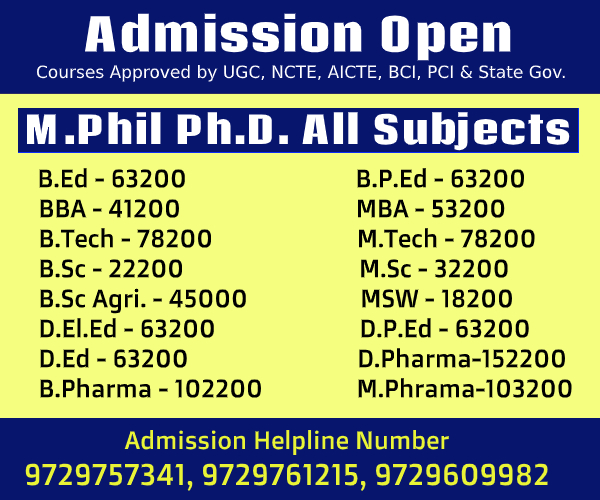 Admission Open
Courses Approved by UGC, NCTE, AICTE, BCI, PCI & State Gov.
M.Phil Ph.D. All Subjects
B.Ed - 63200 B.P.Ed - 63200
BBA - 41200 MBA - 53200
B.Tech - 78200 M.Tech - 78200
B.Sc - 22200 M.Sc - 32200
B.Sc Agri. - 45000 MSW - 18200
D.El.Ed - 63200 D.P.Ed - 63200
D.Ed - 63200 D.Pharma-152200
B.Pharma - 102200 M.Phrama-103200
Admission Helpline Number
9729757341, 9729761215, 9729609982